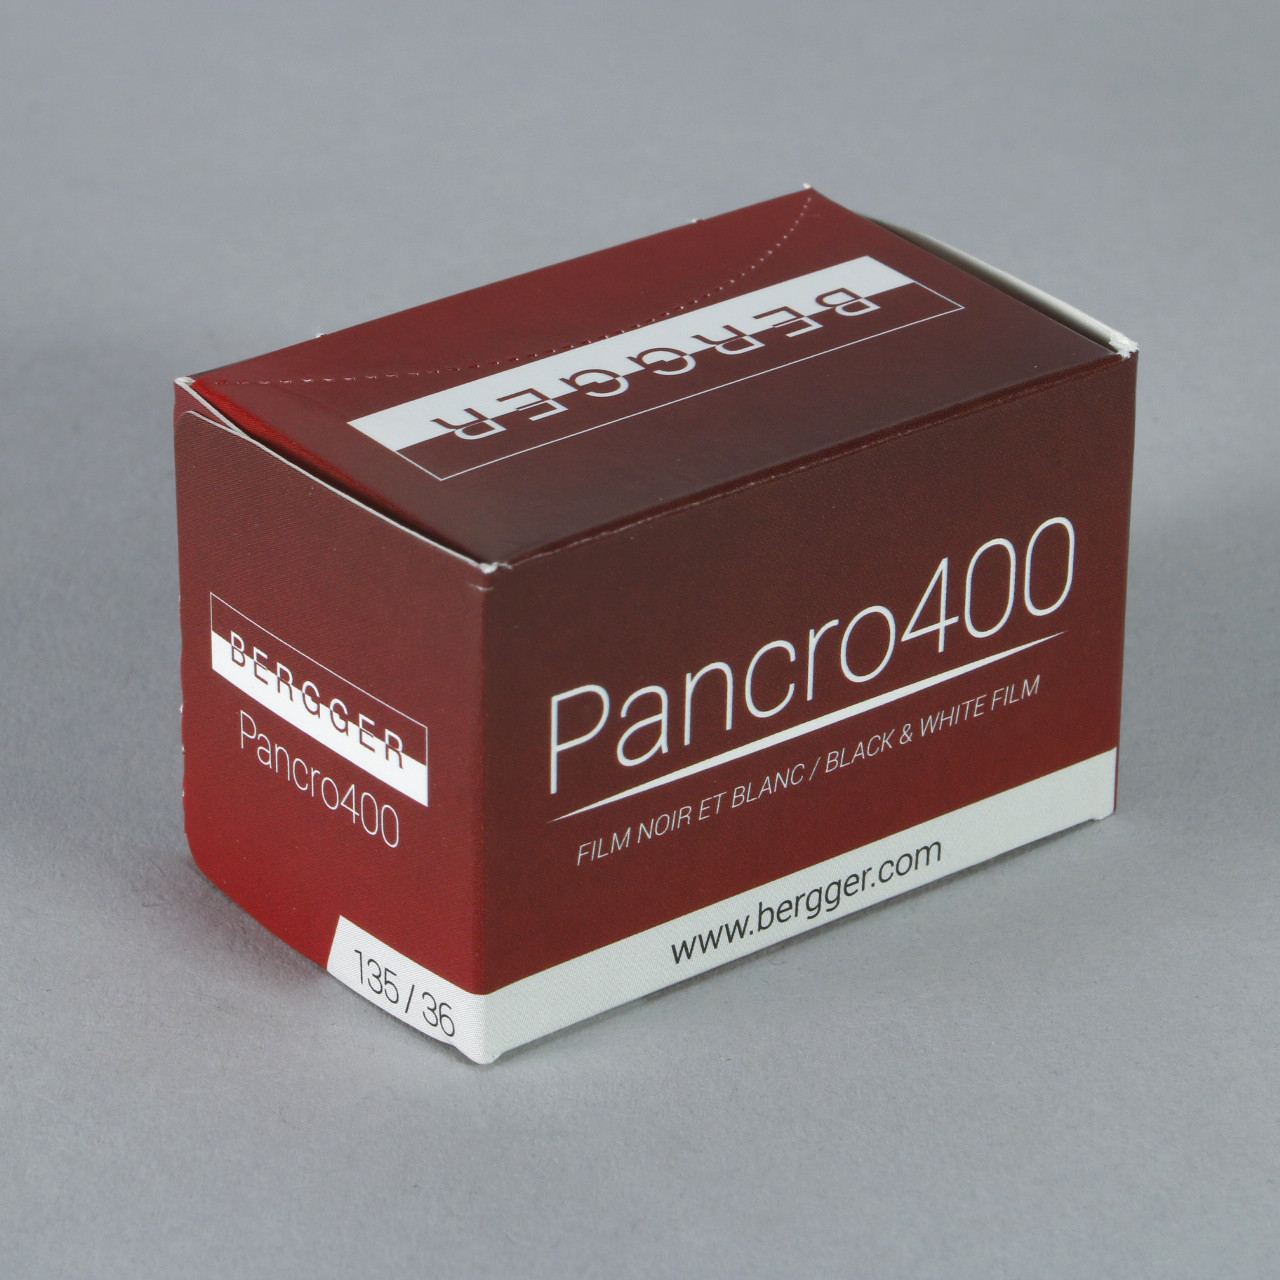 BERGGER
BERGGER
Pancro400
135 / 36
Pancro400
FILM NOIR ET BLANC / BLACK & WHITE FILM
www.bergger.com